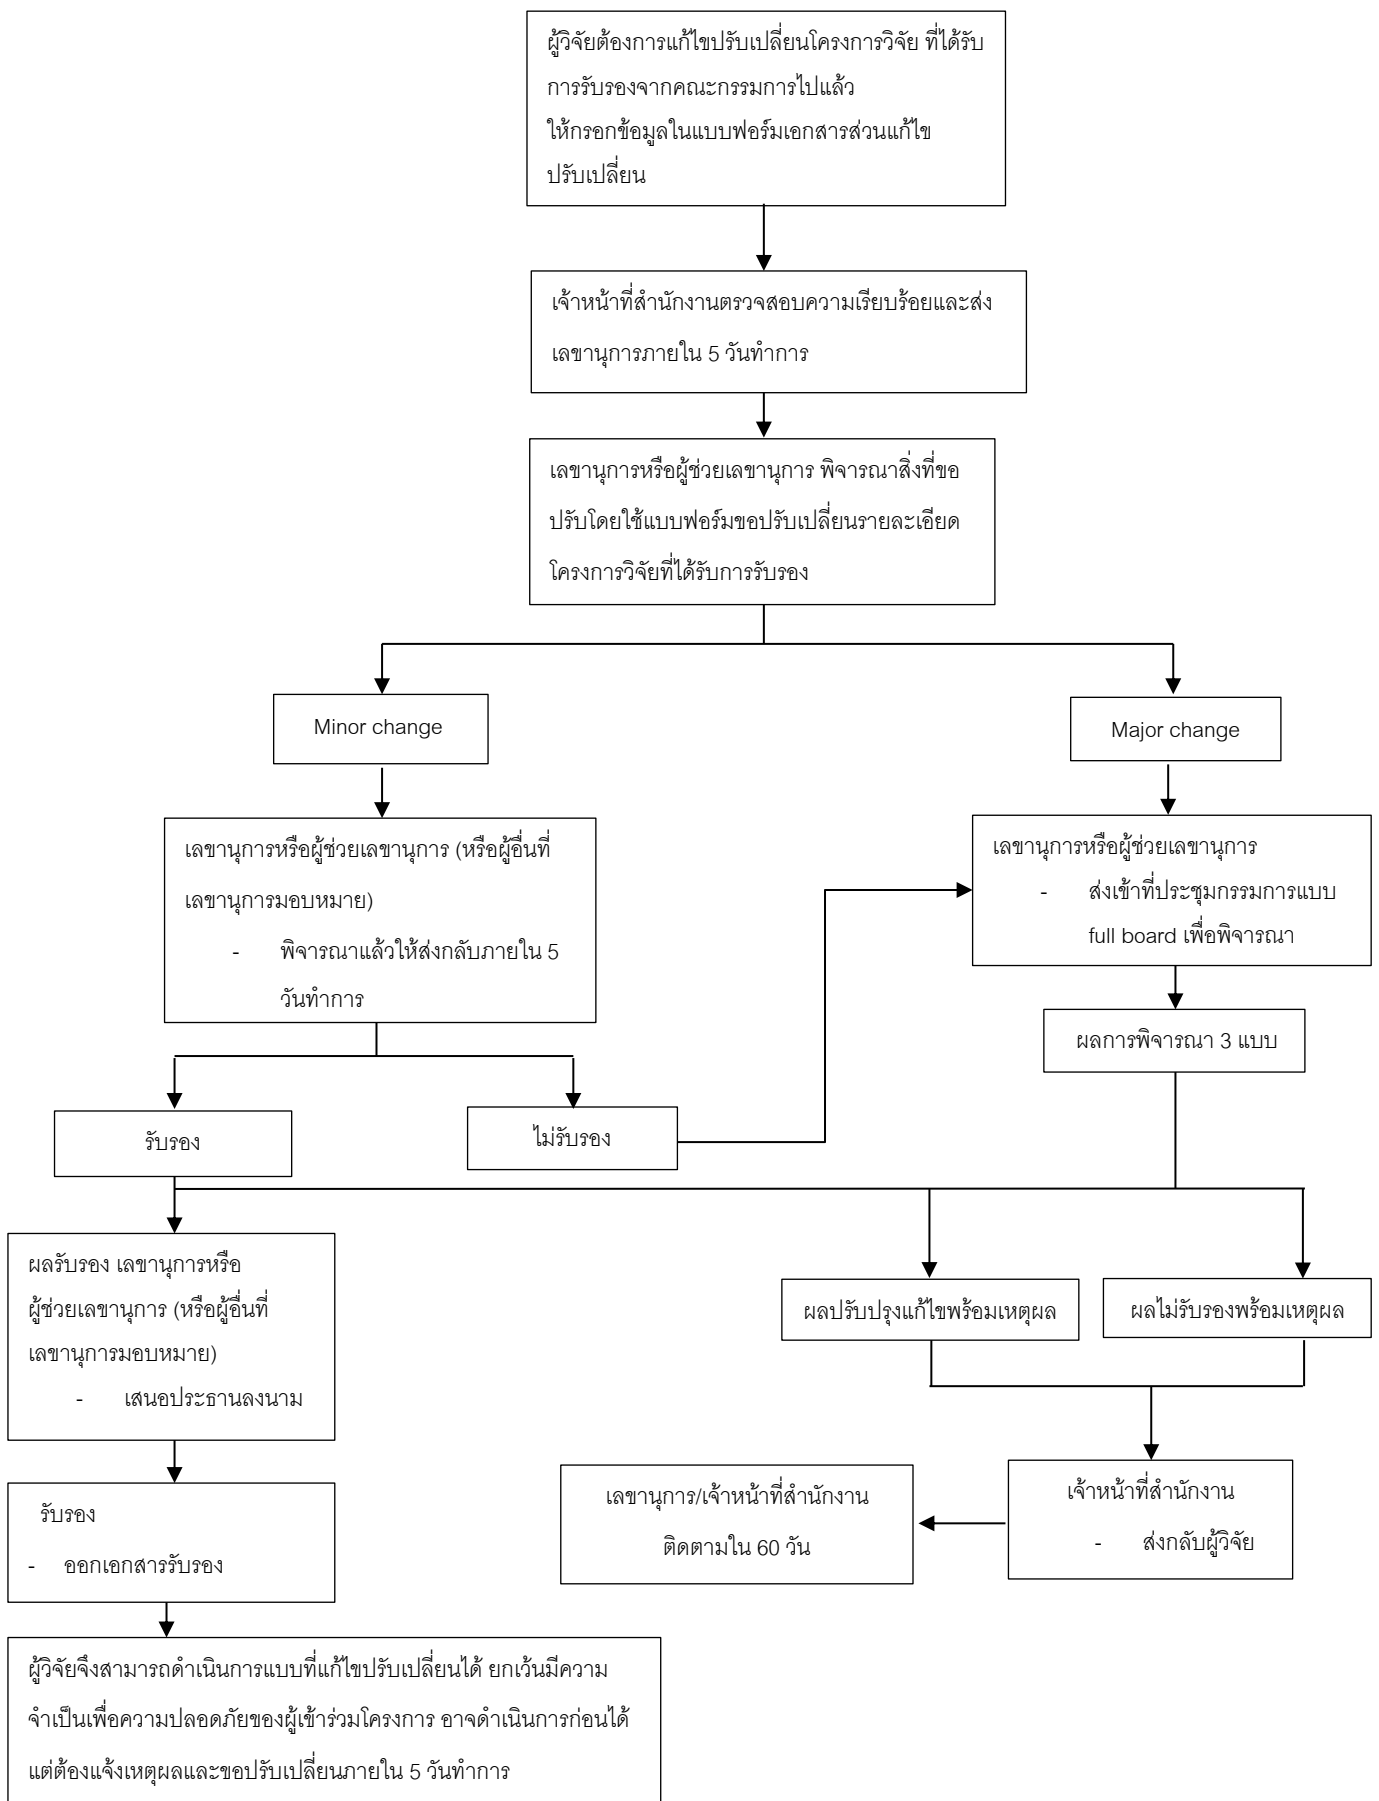 ผู้วิจัยต้องการแก้ไขปรับเปลี่ยนโครงการวิจัย ที่ได้รับ
การรับรองจากคณะกรรมการไปแล้ว
ให้กรอกข้อมูลในแบบฟอร์มเอกสารส่วนแก้ไข
ปรับเปลี่ยน
เจ้าหน้าที่สำนักงานตรวจสอบความเรียบร้อยและส่ง
เลขานุการภายใน 5 วันทำการ
เลขานุการหรือผู้ช่วยเลขานุการ พิจารณาสิ่งที่ขอ
ปรับโดยใช้แบบฟอร์มขอปรับเปลี่ยนรายละเอียด
โครงการวิจัยที่ได้รับการรับรอง
Minor change
Major change
เลขานุการหรือผู้ช่วยเลขานุการ (หรือผู้อื่นที่
เลขานุการมอบหมาย)
- พิจารณาแล้วให้ส่งกลับภายใน 5
วันทำการ
เลขานุการหรือผู้ช่วยเลขานุการ
- ส่งเข้าที่ประชุมกรรมการแบบ
full board เพื่อพิจารณา
ผลการพิจารณา 3 แบบ
รับรอง
ไม่รับรอง
ผลรับรอง เลขานุการหรือ
ผู้ช่วยเลขานุการ (หรือผู้อื่นที่
เลขานุการมอบหมาย)
- เสนอประธานลงนาม
ผลปรับปรุงแก้ไขพร้อมเหตุผล
ผลไม่รับรองพร้อมเหตุผล
เจ้าหน้าที่สำนักงาน
- ส่งกลับผู้วิจัย
เลขานุการ/เจ้าหน้าที่สำนักงาน
ติดตามใน 60 วัน
รับรอง
- ออกเอกสารรับรอง
ผู้วิจัยจึงสามารถดำเนินการแบบที่แก้ไขปรับเปลี่ยนได้ ยกเว้นมีความ
จำเป็นเพื่อความปลอดภัยของผู้เข้าร่วมโครงการ อาจดำเนินการก่อนได้
แต่ต้องแจ้งเหตุผลและขอปรับเปลี่ยนภายใน 5 วันทำการ